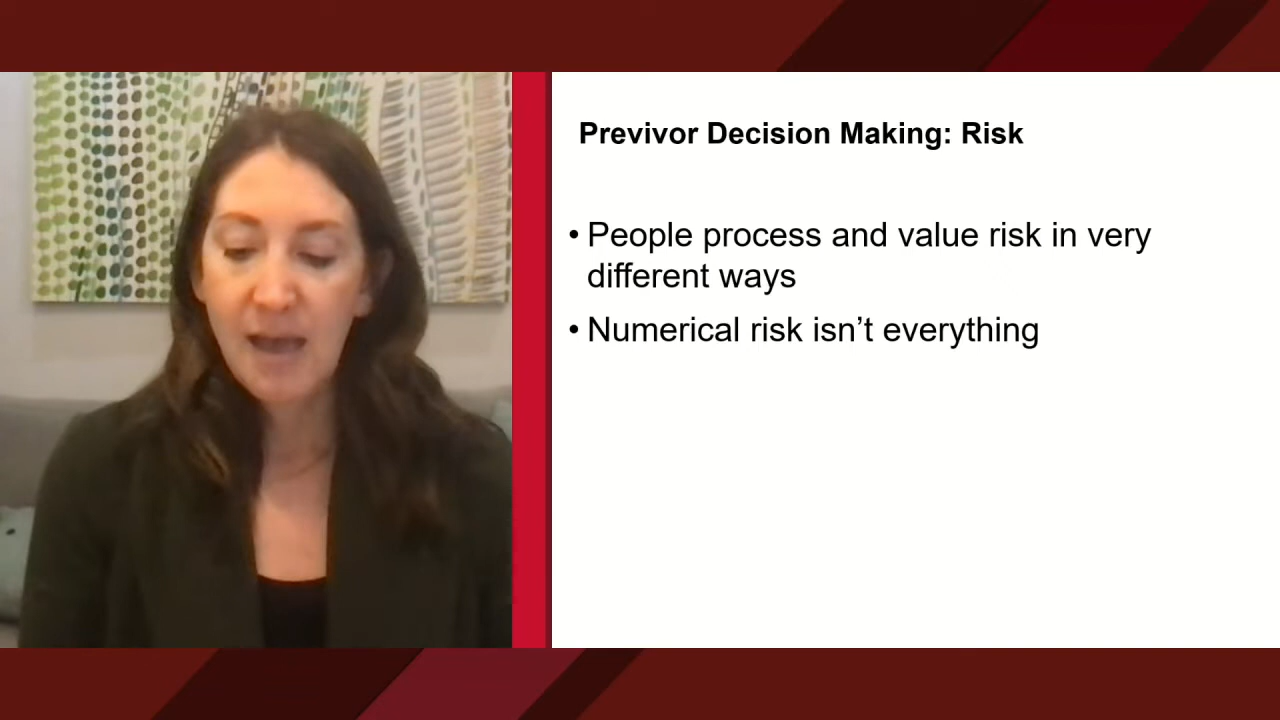 Previvor Decision Making: Risk
• People process and value risk in very
different ways
• Numerical risk isn’t everything